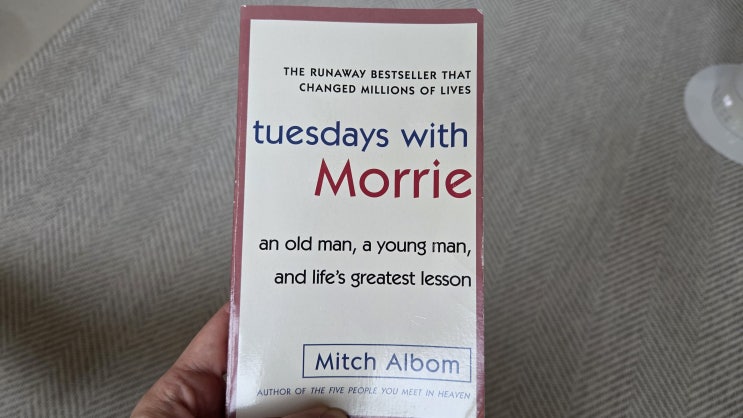 THE RUNAWAY BESTSELLER THAT
CHANGED MILLIONS OF LIVES
tuesdays with
Morrie
an old man, a young man,
and life's greatest lesson
Mitch Albom
AUTHOR OF THE FIVE PEOPLE YOU MEET IN HEAVEN